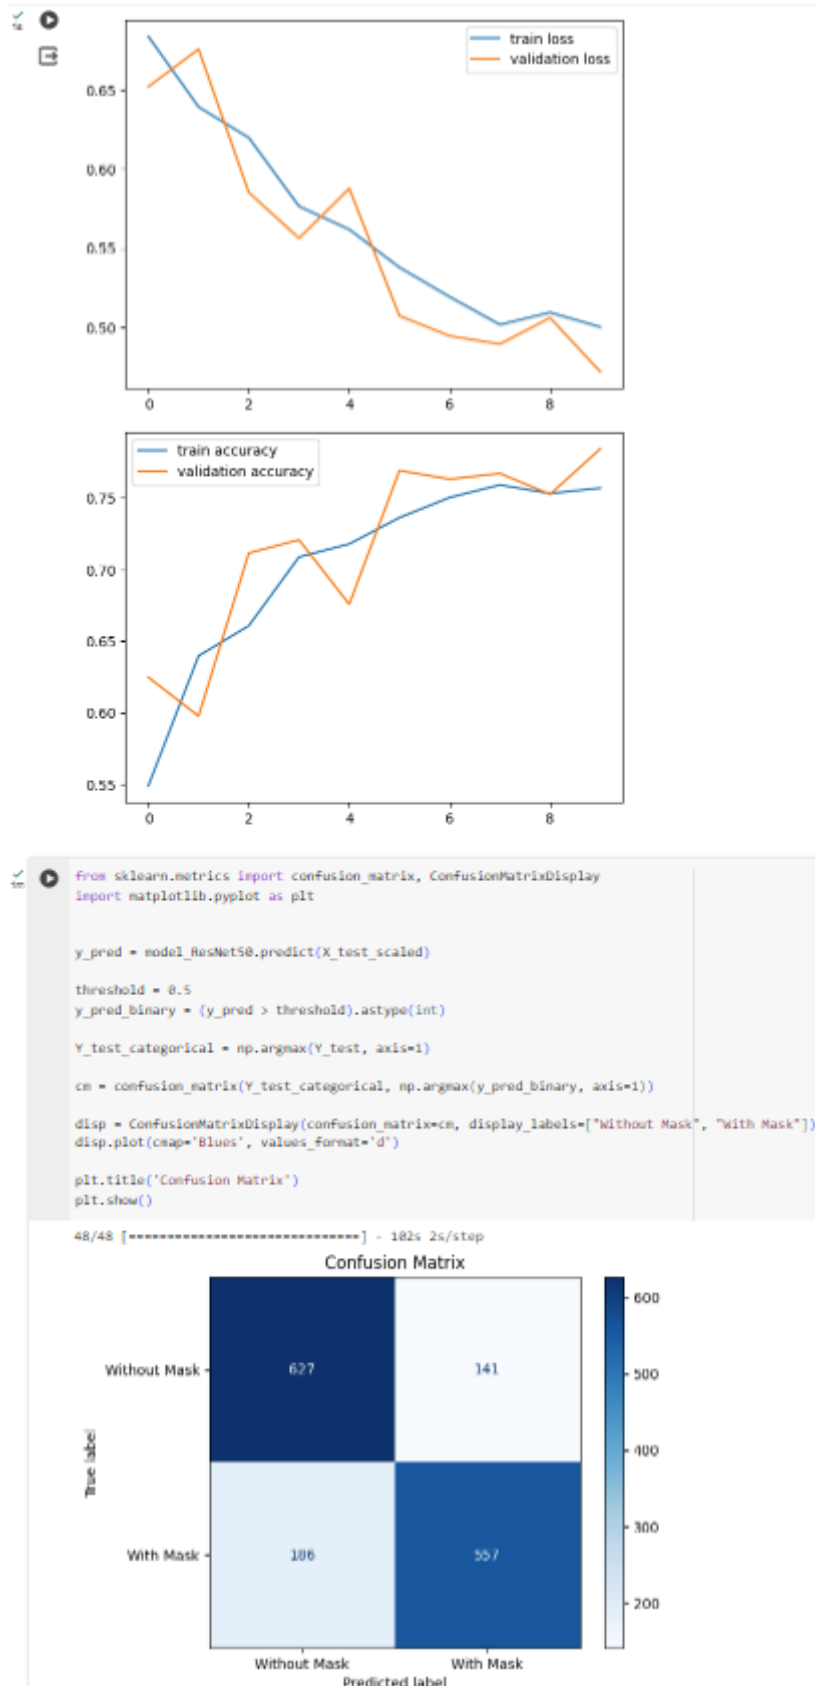 train loss
validation loss
0.65
0.60
0.55
0.50
0 2 4 6 8
train accuracy
validation accuracy
0.75
0.70
0.65
0.60
0.55
0 2 4 6 8
from sklearn.metrics import confusion_matrix, ConfusionMatrixDisplay
import matplotlib.pyplot as plt
y_pred = model_ResNet50.predict(X_test_scaled)
threshold = 0.5
y_pred_binary = (y_pred > threshold).astype(int)
Y_test_categorical = np.argmax(Y_test, axis=1)
cm = confusion_matrix(Y_test_categorical, np.argmax(y_pred_binary, axis=1))
disp = ConfusionMatrixDisplay(confusion_matrix=cm, display_labels=["Without Mask", "With Mask"])
disp.plot(cmap='Blues', values_format='d')
plt.title('Confusion Matrix')
plt.show()
48/48 [==============================] - 102s 2s/step
Confusion Matrix
600
Without Mask 627 141
500
400
True label
300
With Mask 186 557
200
Without Mask With Mask
Predicted label